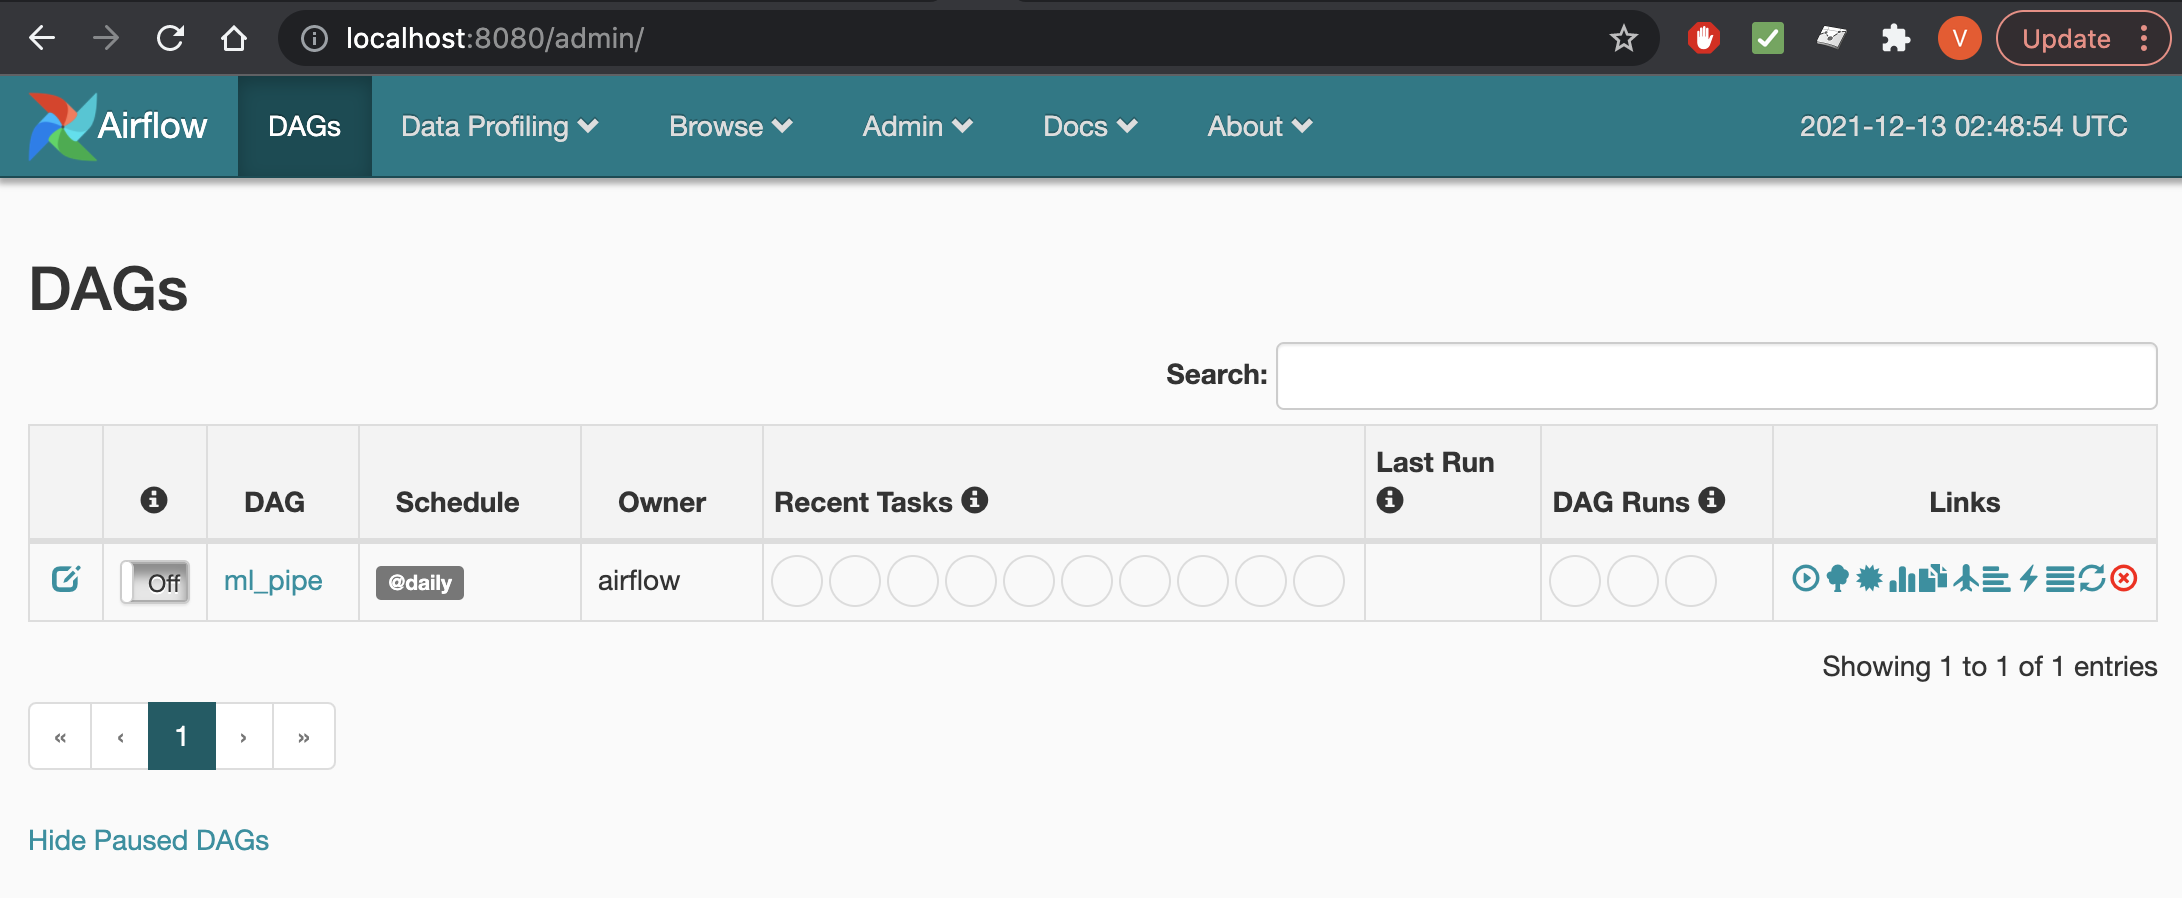 localhost:8080/admin/
V
Update
Airflow
DAGs
Data Profiling
Browse
Admin
Docs
About
2021-12-13 02:48:54 UTC
DAGs
Search:
DAG
Schedule
Owner
Recent Tasks
Last Run
DAG Runs
Links
Off
ml_pipe
@daily
airflow
Showing 1 to 1 of 1 entries
« ‹ 1 › »
Hide Paused DAGs